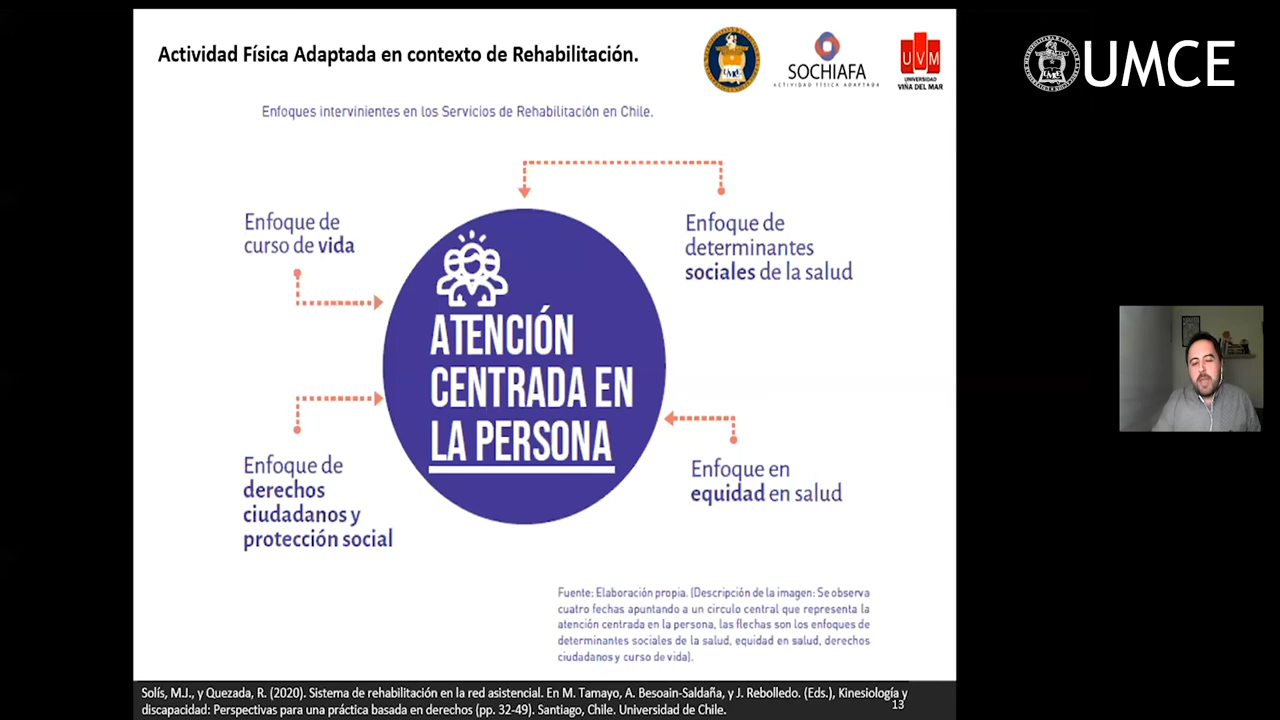 Actividad Física Adaptada en contexto de Rehabilitación.
SOCHIAFA
ACTIVIDAD FÍSICA ADAPTADA
UVM
UNIVERSIDAD
VIÑA DEL MAR
UMCE
Enfoques intervinientes en los Servicios de Rehabilitación en Chile.
Enfoque de
curso de vida
Enfoque de
determinantes
sociales de la salud
ATENCIÓN
CENTRADA EN
LA PERSONA
Enfoque de
derechos
ciudadanos y
protección social
Enfoque en
equidad en salud
Fuente: Elaboración propia. (Descripción de la imagen: Se observa
cuatro fechas apuntando a un circulo central que representa la
atención centrada en la persona, las flechas son los enfoques de
determinantes sociales de la salud, equidad en salud, derechos
ciudadanos y curso de vida).
Solís, M.J., y Quezada, R. (2020). Sistema de rehabilitación en la red asistencial. En M. Tamayo, A. Besoain-Saldaña, y J. Rebolledo. (Eds.), Kinesiología y
discapacidad: Perspectivas para una práctica basada en derechos (pp. 32-49). Santiago, Chile. Universidad de Chile.
13